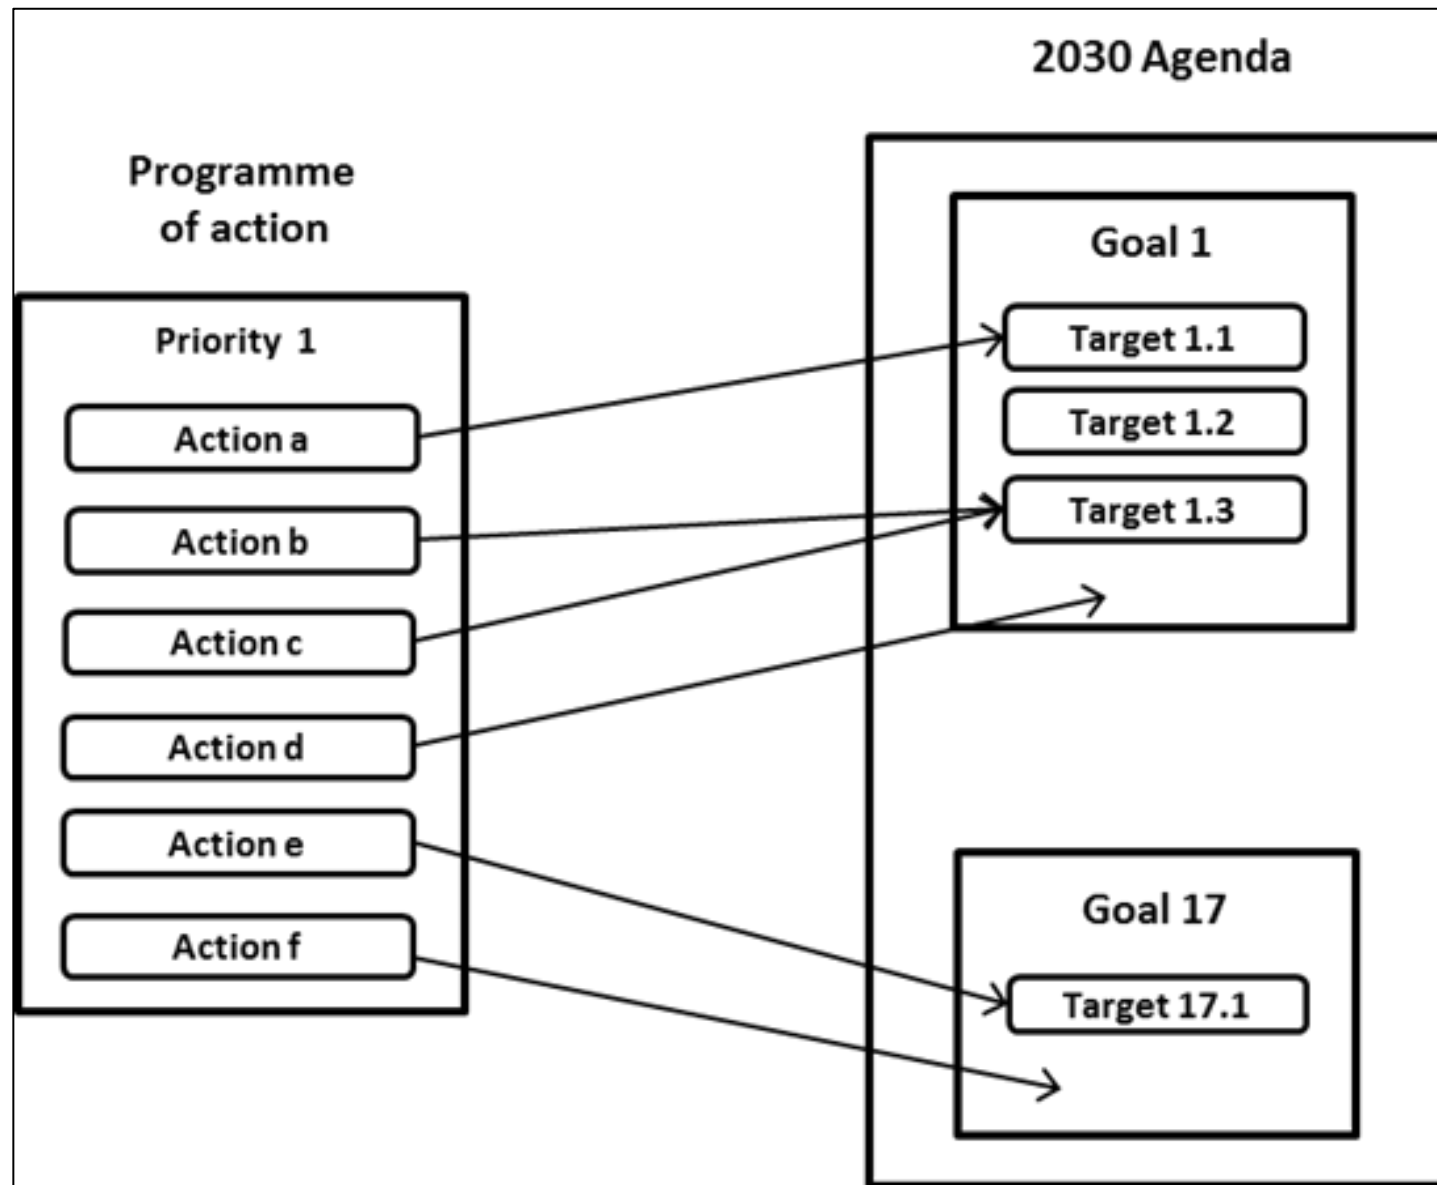 2030 Agenda
Programme
of action
Priority 1
Action a
Action b
Action c
Action d
Action e
Action f
Goal 1
Target 1.1
Target 1.2
Target 1.3
Goal 17
Target 17.1